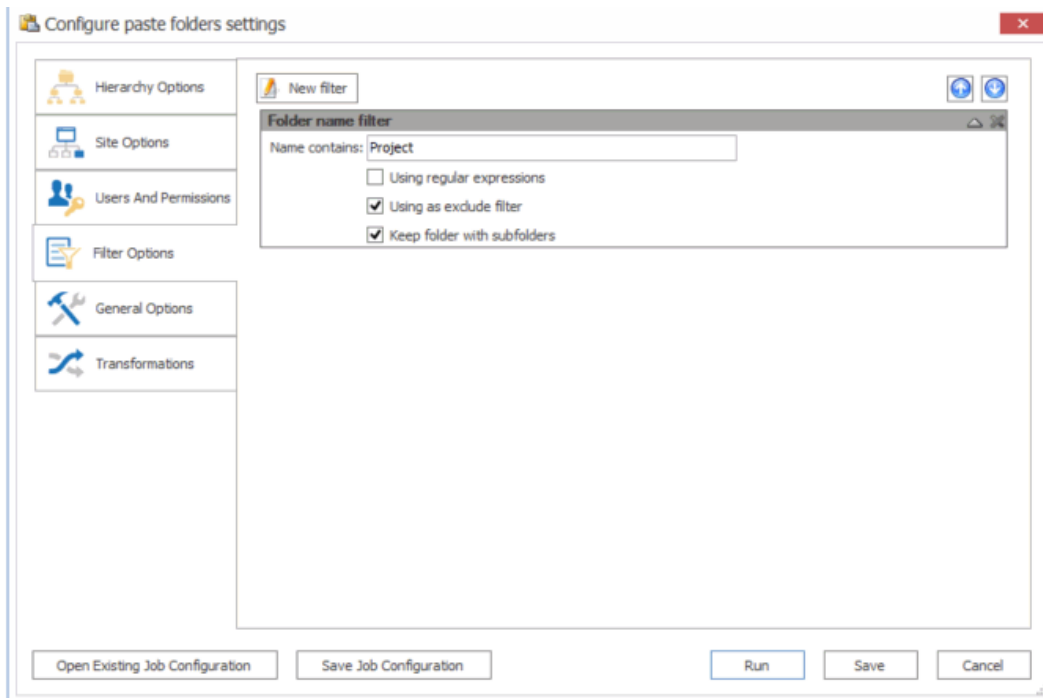 Configure paste folders settings
Hierarchy Options
Site Options
Users And Permissions
Filter Options
General Options
Transformations
New filter
Folder name filter
Name contains: Project
Using regular expressions
Using as exclude filter
Keep folder with subfolders
Open Existing Job Configuration
Save Job Configuration
Run
Save
Cancel